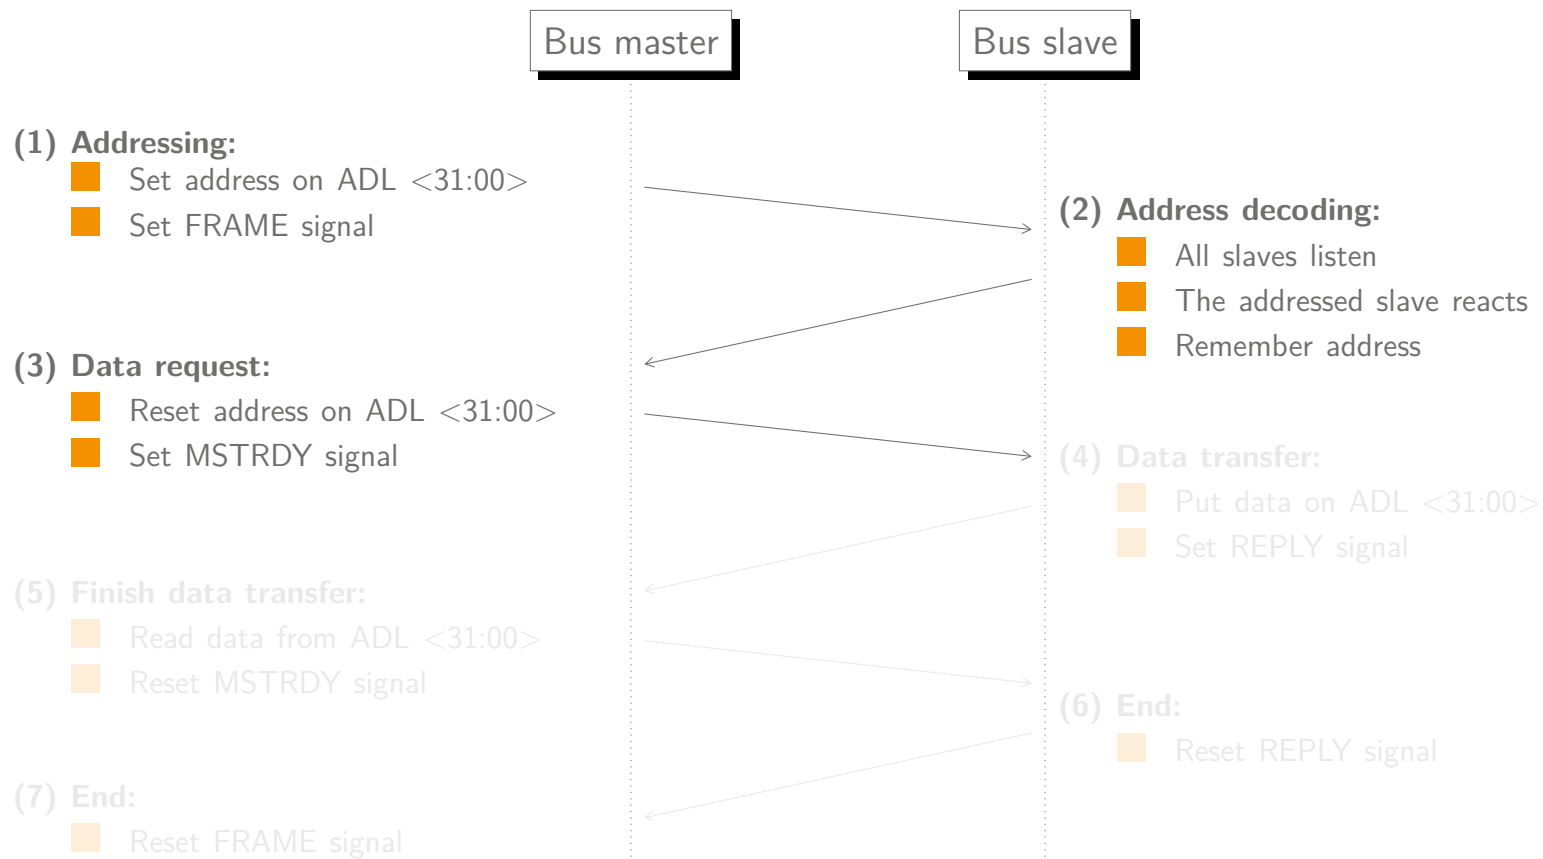 Bus master
Bus slave
(1) Addressing:
Set address on ADL <31:00>
Set FRAME signal
(2) Address decoding:
All slaves listen
The addressed slave reacts
Remember address
(3) Data request:
Reset address on ADL <31:00>
Set MSTRDY signal
(4) Data transfer:
Put data on ADL <31:00>
Set REPLY signal
(5) Finish data transfer:
Read data from ADL <31:00>
Reset MSTRDY signal
(6) End:
Reset REPLY signal
(7) End:
Reset FRAME signal